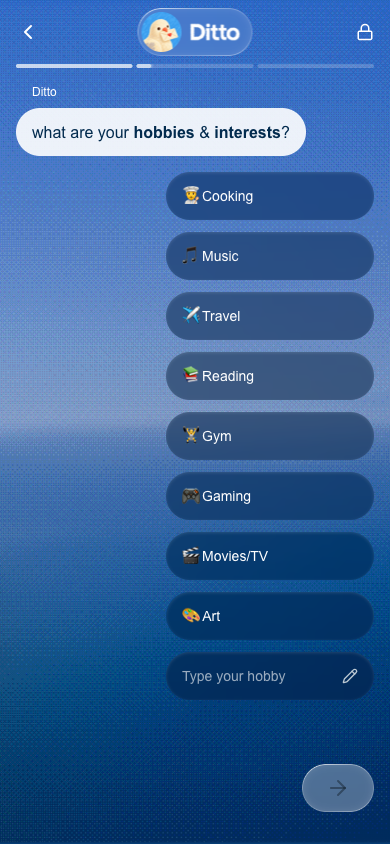 Ditto
Ditto
what are your hobbies & interests?
Cooking
Music
Travel
Reading
Gym
Gaming
Movies/TV
Art
Type your hobby